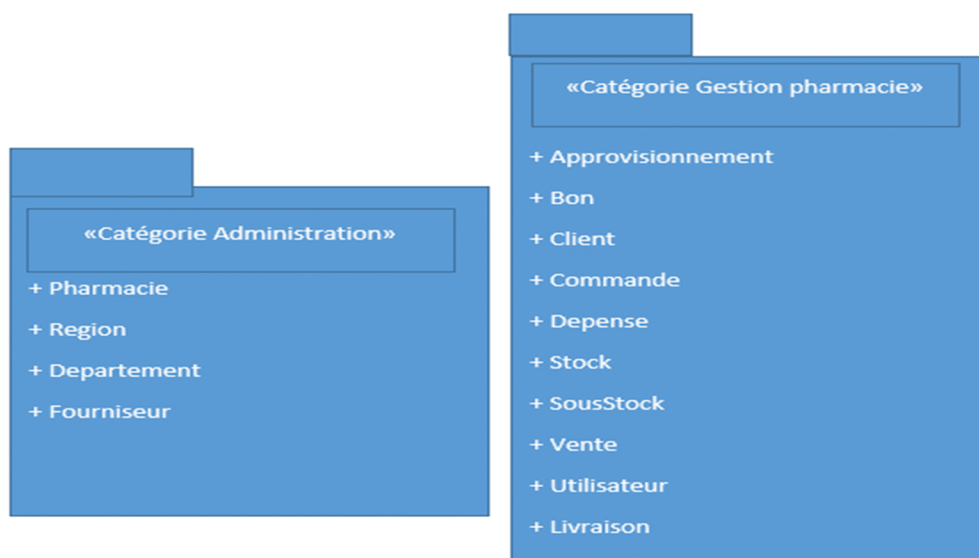 «Catégorie Administration»
+ Pharmacie
+ Region
+ Departement
+ Fourniseur
«Catégorie Gestion pharmacie»
+ Approvisionnement
+ Bon
+ Client
+ Commande
+ Depense
+ Stock
+ SousStock
+ Vente
+ Utilisateur
+ Livraison